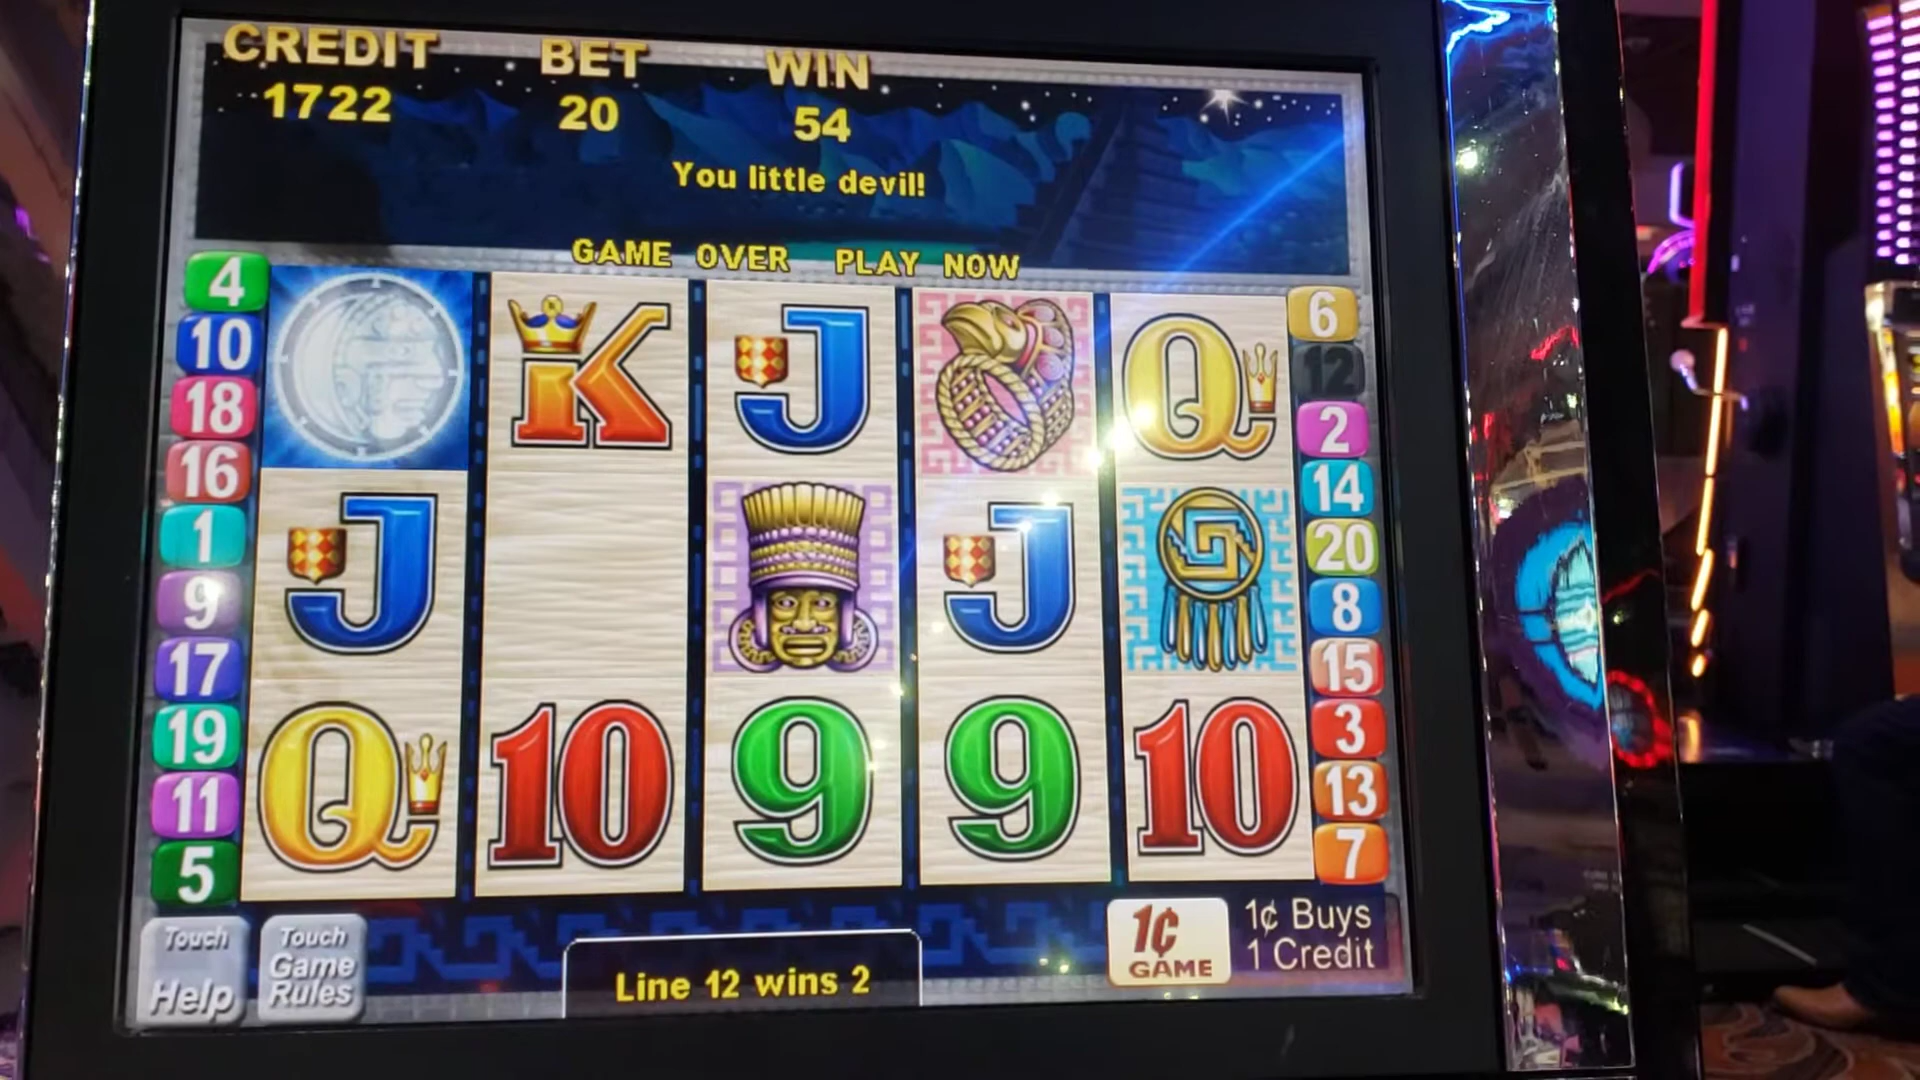 CREDIT BET WIN
1722 20 54
You little devil!
GAME OVER PLAY NOW
4 6
10 K J Q 12
18 2
16 14
1 20
9 J J 8
17 15
19 3
11 Q 10 9 9 10 13
5 7
Touch Help
Touch Game Rules
Line 12 wins 2
1¢ GAME
1¢ Buys
1 Credit